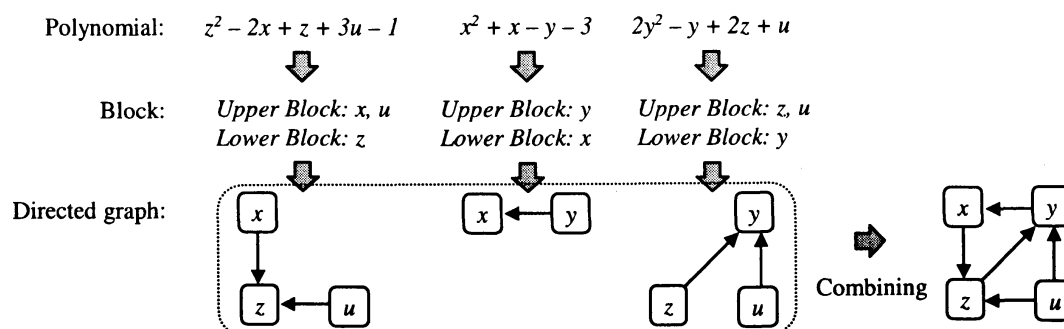 Polynomial: z² – 2x + z + 3u – 1 x² + x – y – 3 2y² – y + 2z + u
Block: Upper Block: x, u Upper Block: y Upper Block: z, u
Lower Block: z Lower Block: x Lower Block: y
Directed graph: x x y y x y
z u z u Combining z u